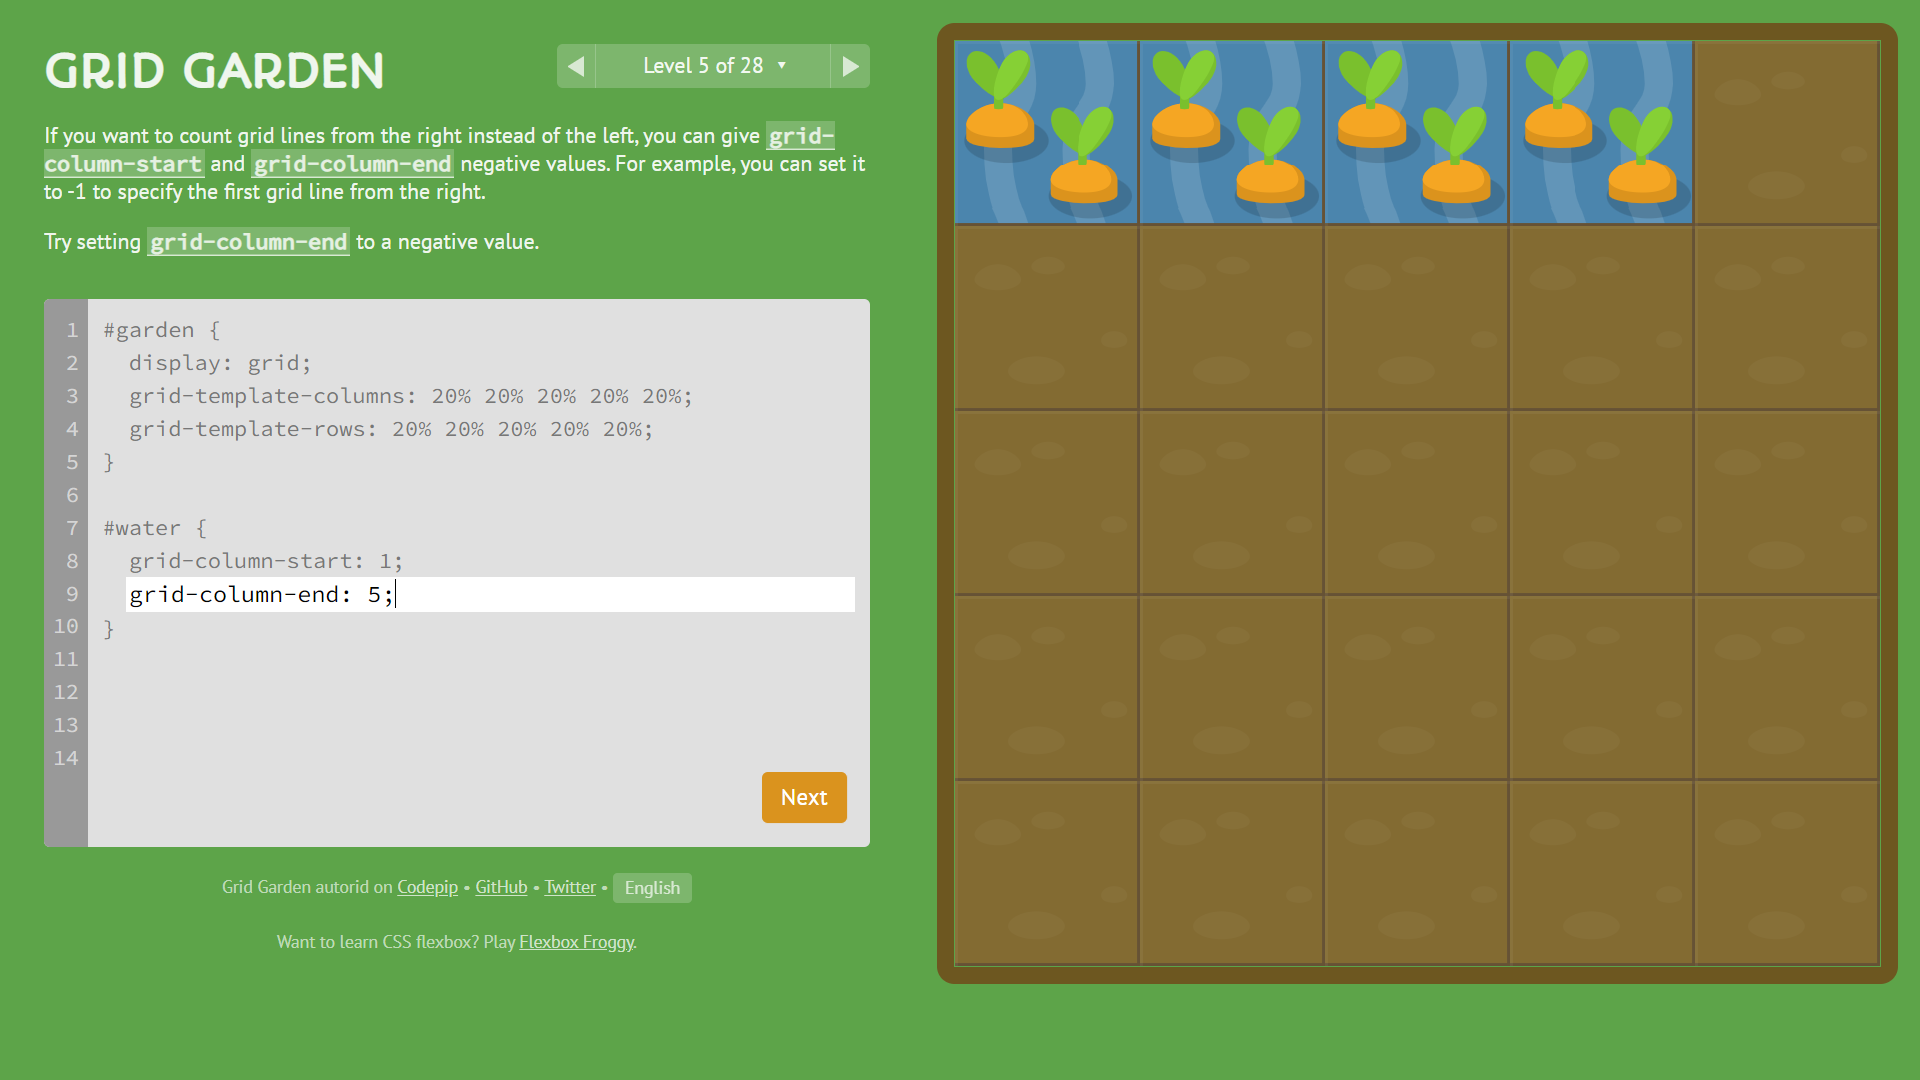 GRID GARDEN
Level 5 of 28 ▼
If you want to count grid lines from the right instead of the left, you can give grid-
column-start and grid-column-end negative values. For example, you can set it
to -1 to specify the first grid line from the right.
Try setting grid-column-end to a negative value.
1 #garden {
2 display: grid;
3 grid-template-columns: 20% 20% 20% 20% 20%;
4 grid-template-rows: 20% 20% 20% 20% 20%;
5 }
6
7 #water {
8 grid-column-start: 1;
9 grid-column-end: 5;
10 }
11
12
13
14
Next
Grid Garden autorid on Codepip • GitHub • Twitter • English
Want to learn CSS flexbox? Play Flexbox Froggy.